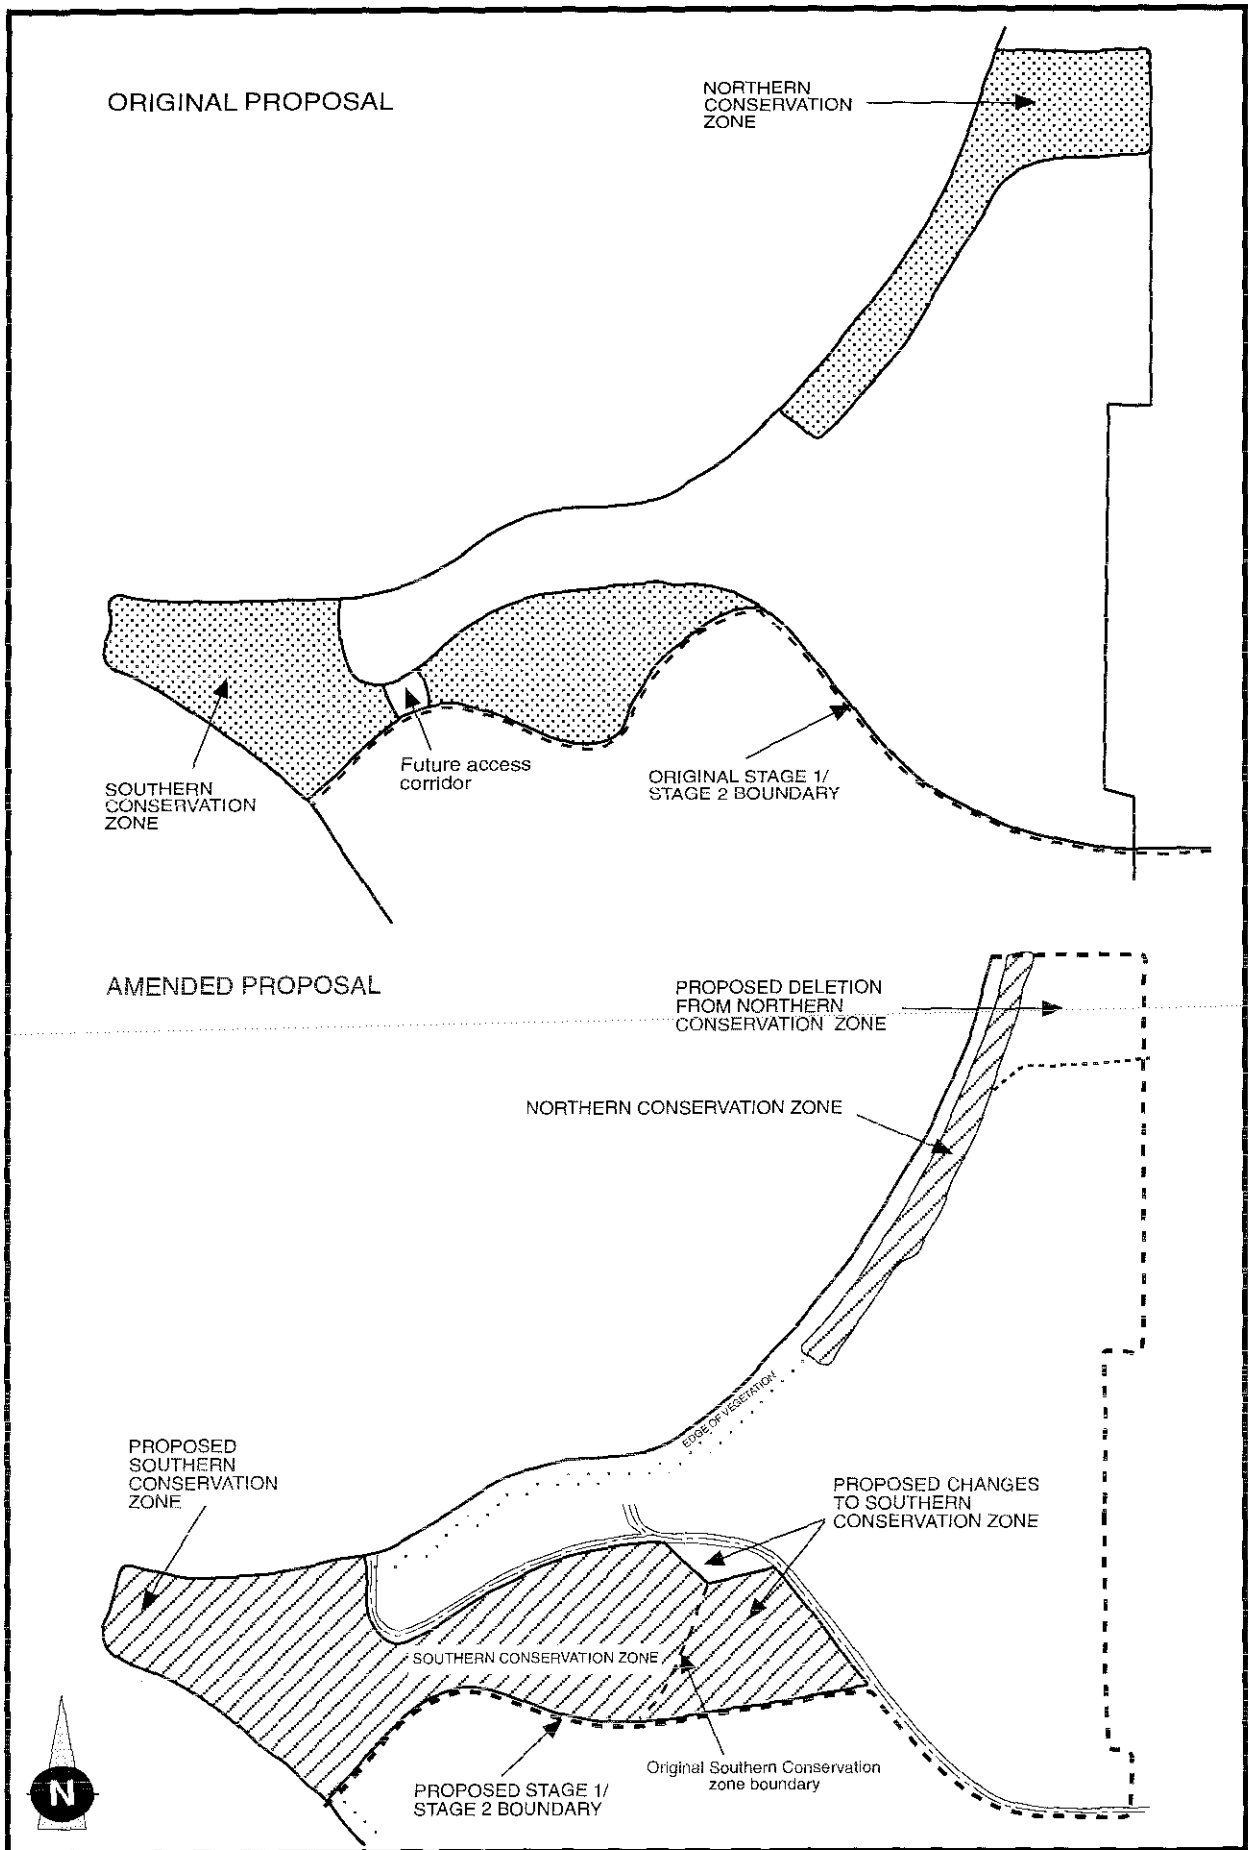 ORIGINAL PROPOSAL
NORTHERN
CONSERVATION
ZONE
SOUTHERN
CONSERVATION
ZONE
Future access
corridor
ORIGINAL STAGE 1/
STAGE 2 BOUNDARY
AMENDED PROPOSAL
PROPOSED DELETION
FROM NORTHERN
CONSERVATION ZONE
NORTHERN CONSERVATION ZONE
EDGE OF VEGETATION
PROPOSED
SOUTHERN
CONSERVATION
ZONE
PROPOSED CHANGES
TO SOUTHERN
CONSERVATION ZONE
SOUTHERN CONSERVATION ZONE
Original Southern Conservation
zone boundary
PROPOSED STAGE 1/
STAGE 2 BOUNDARY
N